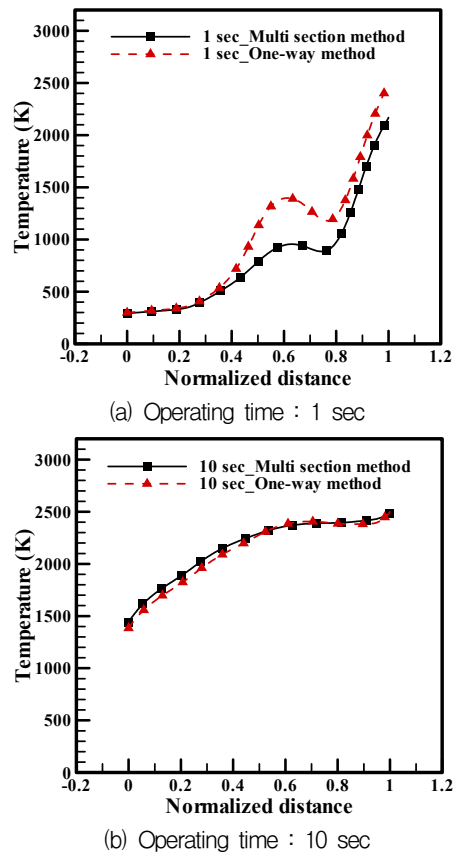 3000
2500
2000
1500
1000
500
0
Temperature (K)
1 sec_Multi section method
1 sec_One-way method
-0.2 0 0.2 0.4 0.6 0.8 1 1.2
Normalized distance
(a) Operating time : 1 sec
3000
2500
2000
1500
1000
500
0
Temperature (K)
10 sec_Multi section method
10 sec_One-way method
-0.2 0 0.2 0.4 0.6 0.8 1 1.2
Normalized distance
(b) Operating time : 10 sec